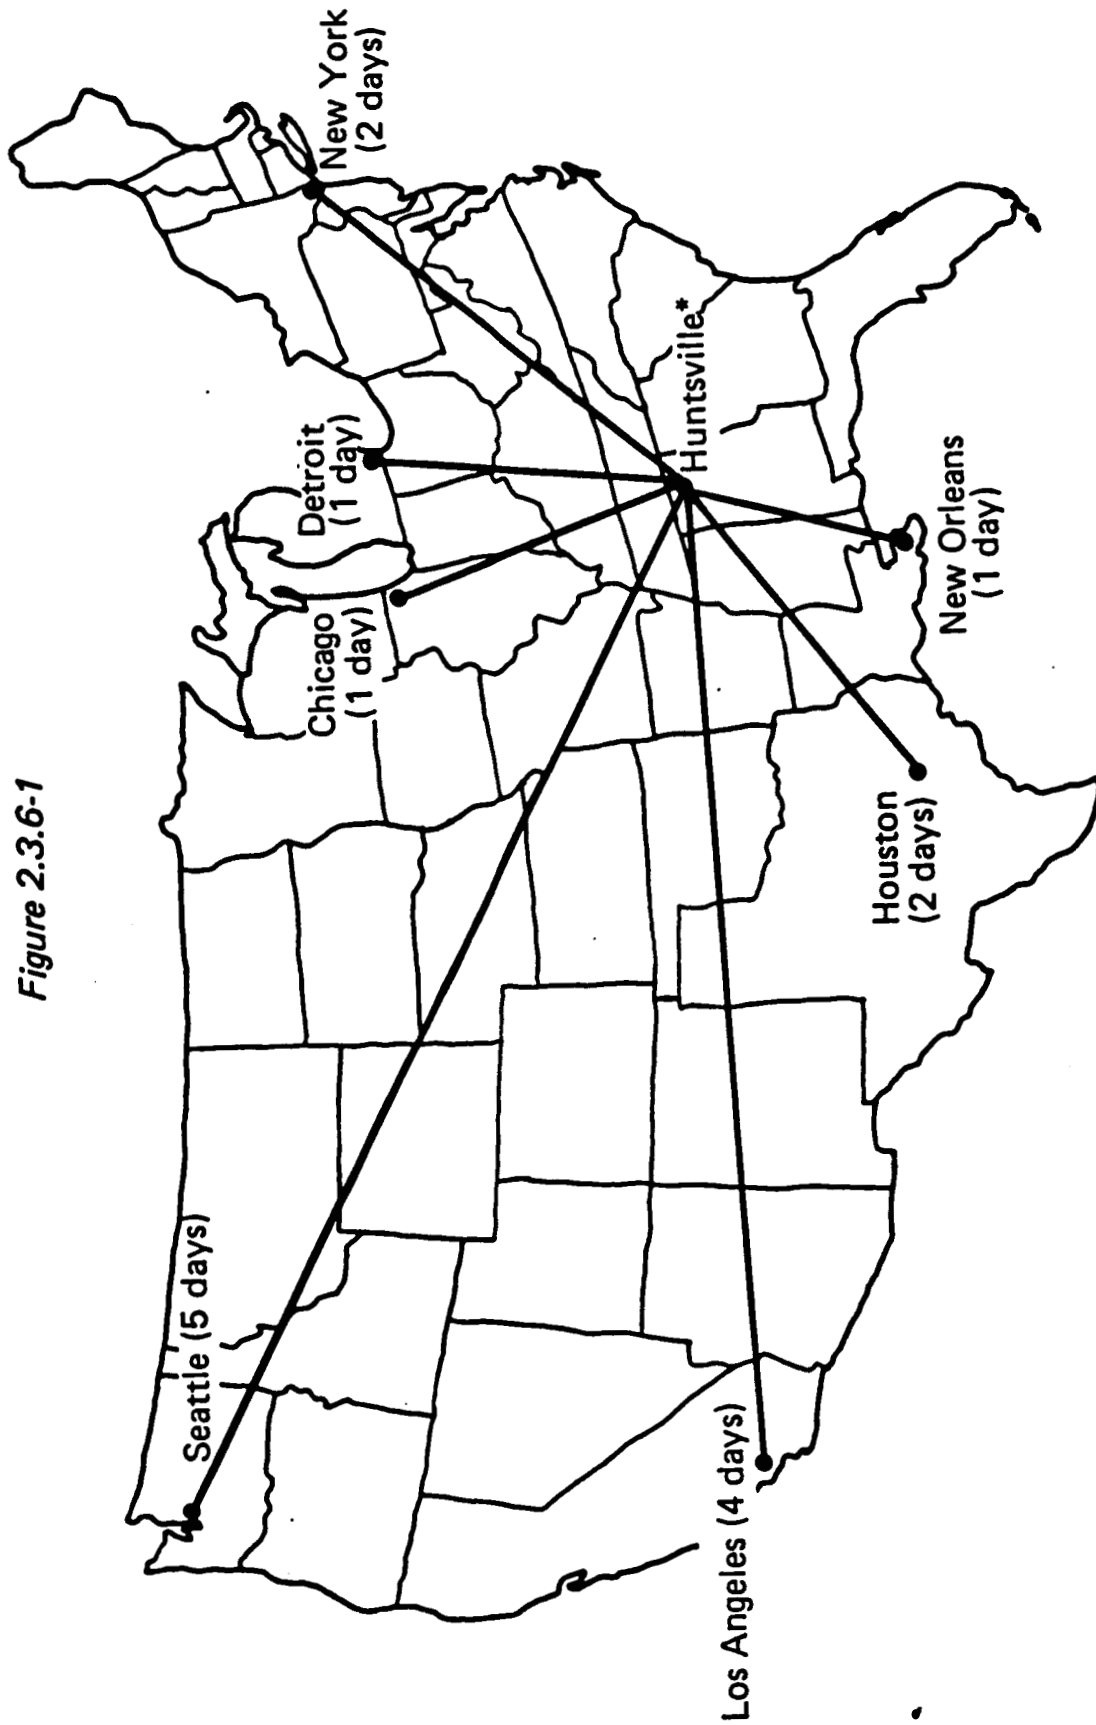 Figure 2.3.6-1
Seattle (5 days)
Chicago
(1 day)
Detroit
(1 day)
New York
(2 days)
Huntsville*
Los Angeles (4 days)
Houston
(2 days)
New Orleans
(1 day)